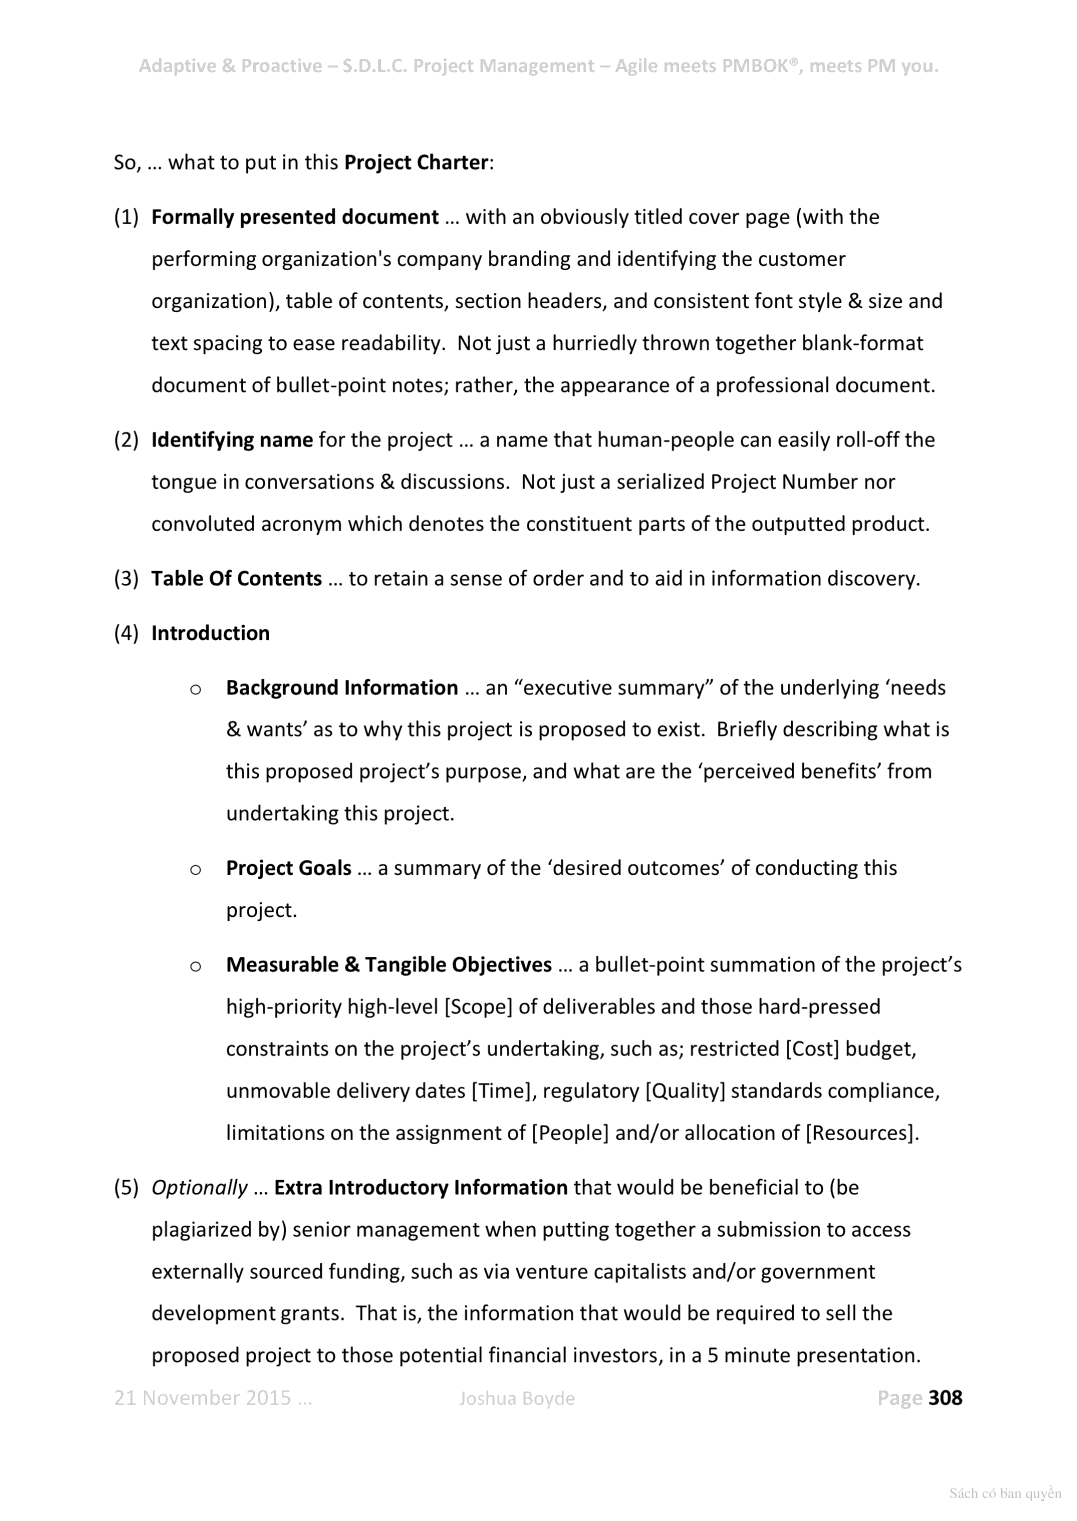 Adaptive & Proactive – S.D.L.C. Project Management – Agile meets PMBOK®, meets PM you.
So, … what to put in this Project Charter:
(1) Formally presented document … with an obviously titled cover page (with the
performing organization's company branding and identifying the customer
organization), table of contents, section headers, and consistent font style & size and
text spacing to ease readability.  Not just a hurriedly thrown together blank-format
document of bullet-point notes; rather, the appearance of a professional document.
(2) Identifying name for the project … a name that human-people can easily roll-off the
tongue in conversations & discussions.  Not just a serialized Project Number nor
convoluted acronym which denotes the constituent parts of the outputted product.
(3) Table Of Contents … to retain a sense of order and to aid in information discovery.
(4) Introduction
o Background Information … an “executive summary” of the underlying ‘needs
& wants’ as to why this project is proposed to exist.  Briefly describing what is
this proposed project’s purpose, and what are the ‘perceived benefits’ from
undertaking this project.
o Project Goals … a summary of the ‘desired outcomes’ of conducting this
project.
o Measurable & Tangible Objectives … a bullet-point summation of the project’s
high-priority high-level [Scope] of deliverables and those hard-pressed
constraints on the project’s undertaking, such as; restricted [Cost] budget,
unmovable delivery dates [Time], regulatory [Quality] standards compliance,
limitations on the assignment of [People] and/or allocation of [Resources].
(5) Optionally … Extra Introductory Information that would be beneficial to (be
plagiarized by) senior management when putting together a submission to access
externally sourced funding, such as via venture capitalists and/or government
development grants.  That is, the information that would be required to sell the
proposed project to those potential financial investors, in a 5 minute presentation.
21 November 2015 … Joshua Boyde Page 308
Sách có bản quyền